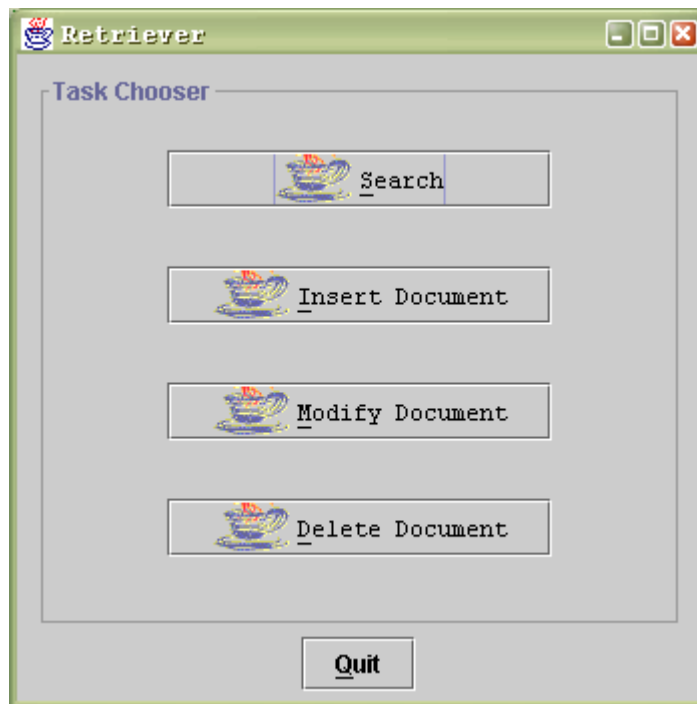 Retriever
Task Chooser
Search
Insert Document
Modify Document
Delete Document
Quit